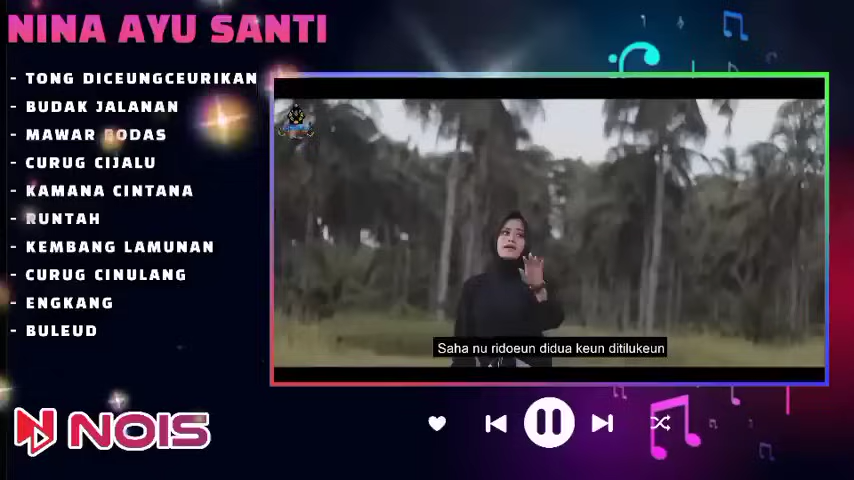 NINA AYU SANTI
- TONG DICEUNGCEURIKAN
- BUDAK JALANAN
- MAWAR BODAS
- CURUG CIJALU
- KAMANA CINTANA
- RUNTAH
- KEMBANG LAMUNAN
- CURUG CINULANG
- ENGKANG
- BULEUD
Saha nu ridoeun didua keun ditilukeun
NOIS